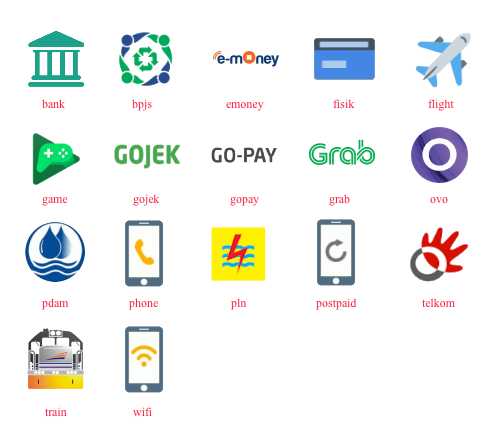 e-money
bank
bpjs
emoney
fisik
flight
GOJEK
GO-PAY
Grab
game
gojek
gopay
grab
ovo
pdam
phone
pln
postpaid
telkom
train
wifi